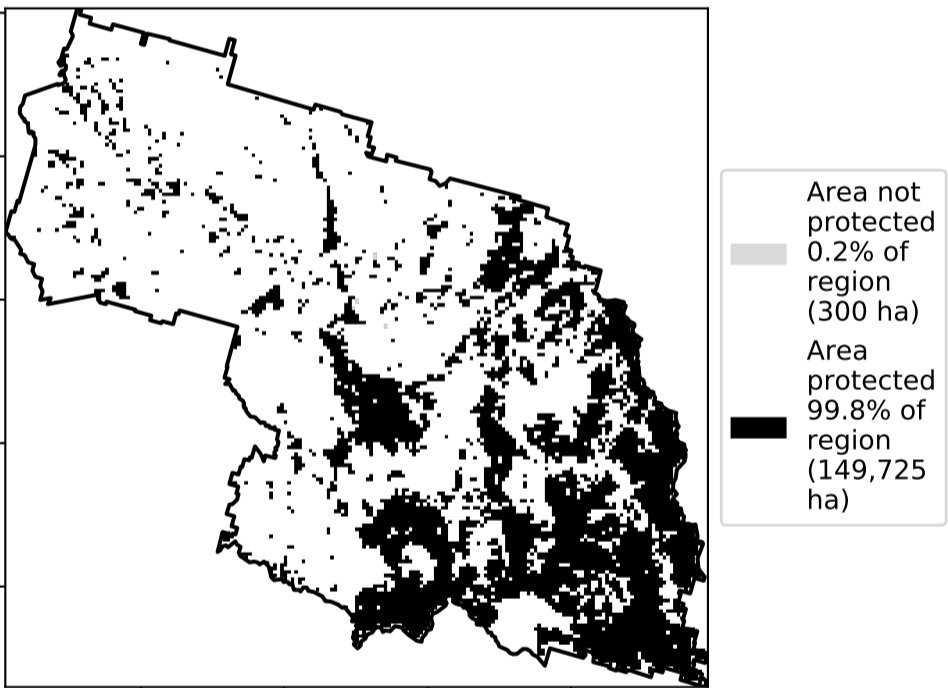 Area not
protected
0.2% of
region
(300 ha)
Area
protected
99.8% of
region
(149,725
ha)